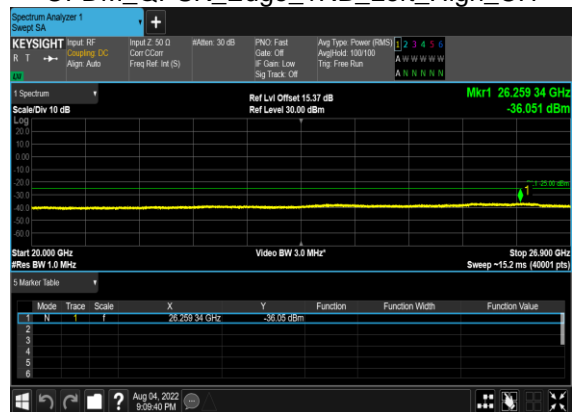 Spectrum Analyzer 1
Swept SA
+
KEYSIGHT Input: RF Input Z: 50 Ω #Atten: 30 dB PNO: Fast Avg Type: Power (RMS) 1 2 3 4 5 6
R T Coupling: DC Corr CCorr Gate: Off Avg|Hold: 100/100 A W W W W W
Align: Auto Freq Ref: Int (S) IF Gain: Low Trig: Free Run
LW Sig Track: Off A N N N N N
1 Spectrum Ref Lvl Offset 15.37 dB Mkr1 26.259 34 GHz
Scale/Div 10 dB Ref Level 30.00 dBm -36.051 dBm
Log
20.0
10.0
0.00
-10.0
-20.0
-25.00 dBm
1
-30.0
-40.0
-50.0
-60.0
Start 20.000 GHz Video BW 3.0 MHz* Stop 26.900 GHz
#Res BW 1.0 MHz Sweep ~15.2 ms (40001 pts)
5 Marker Table
Mode Trace Scale X Y Function Function Width Function Value
1 N 1 f 26.259 34 GHz -36.05 dBm
2
3
4
5
6
? Aug 04, 2022
9:09:40 PM